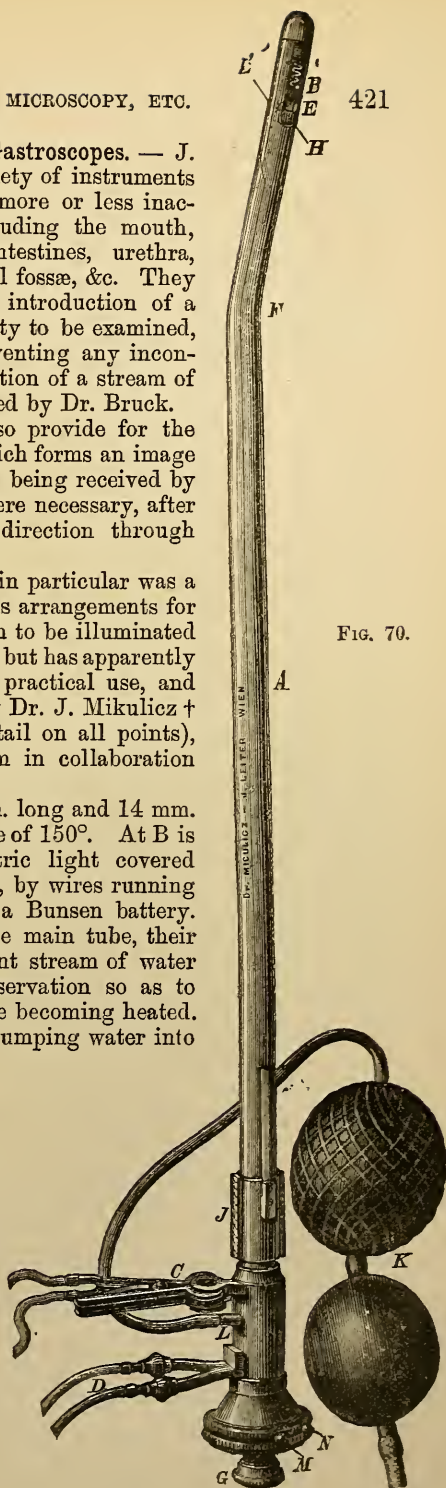 MICROSCOPY, ETC. 421
astroscopes. — J.
ety of instruments
more or less inac-
uding the mouth,
ntestines, urethra,
l fossæ, &c. They
introduction of a
ty to be examined,
venting any incon-
tion of a stream of
ed by Dr. Bruck.
so provide for the
ich forms an image
being received by
ere necessary, after
direction through
in particular was a
s arrangements for
n to be illuminated
but has apparently
practical use, and
Dr. J. Mikulicz †
tail on all points),
m in collaboration
. long and 14 mm.
e of 150°. At B is
tric light covered
, by wires running
a Bunsen battery.
e main tube, their
nt stream of water
servation so as to
e becoming heated.
umping water into
FIG. 70.
L'
B
E
H
F
A
DR. MICULICZ – J. LEITER WIEN
J
K
C
L
D
N
M
G